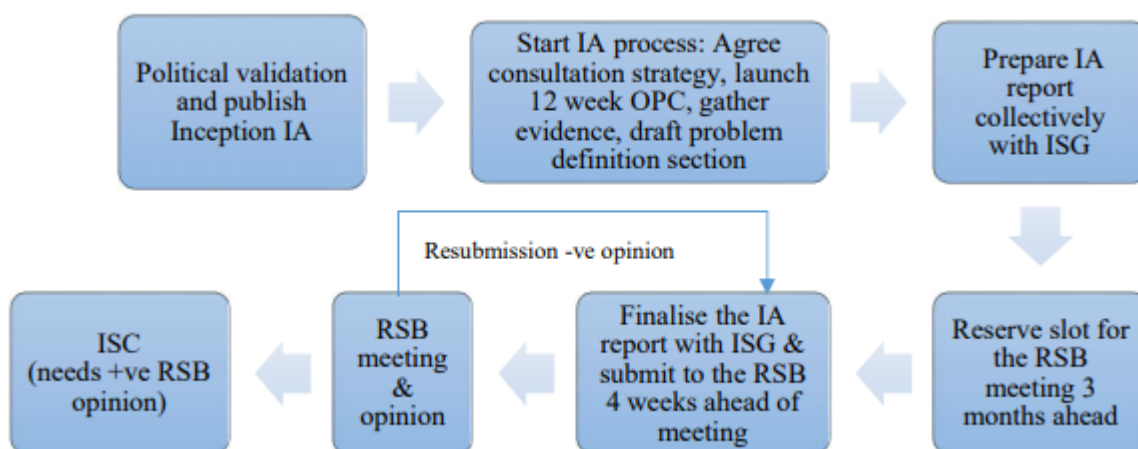 Political validation
and publish
Inception IA
Start IA process: Agree
consultation strategy, launch
12 week OPC, gather
evidence, draft problem
definition section
Prepare IA
report
collectively
with ISG
Resubmission -ve opinion
Reserve slot for
the RSB
meeting 3
months ahead
Finalise the IA
report with ISG &
submit to the RSB
4 weeks ahead of
meeting
RSB
meeting
&
opinion
ISC
(needs +ve RSB
opinion)